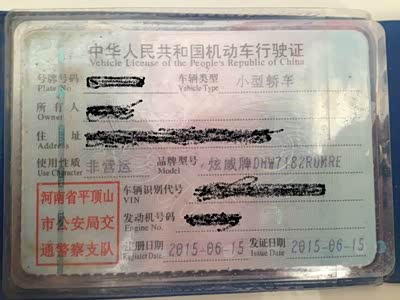 中华人民共和国机动车行驶证
Vehicle License of the People's Republic of China
号牌号码 车辆类型 小型轿车
Plate No. Vehicle Type
所有人
Owner
住 址
Address
使用性质 非营运 品牌型号 炫威牌DHW7182RUMRE
Use Character Model
河南省平顶山
市公安局交
通警察支队
车辆识别代号
VIN
发动机号码
Engine No.
注册日期 2015-06-15 发证日期 2015-06-15
Register Date Issue Date